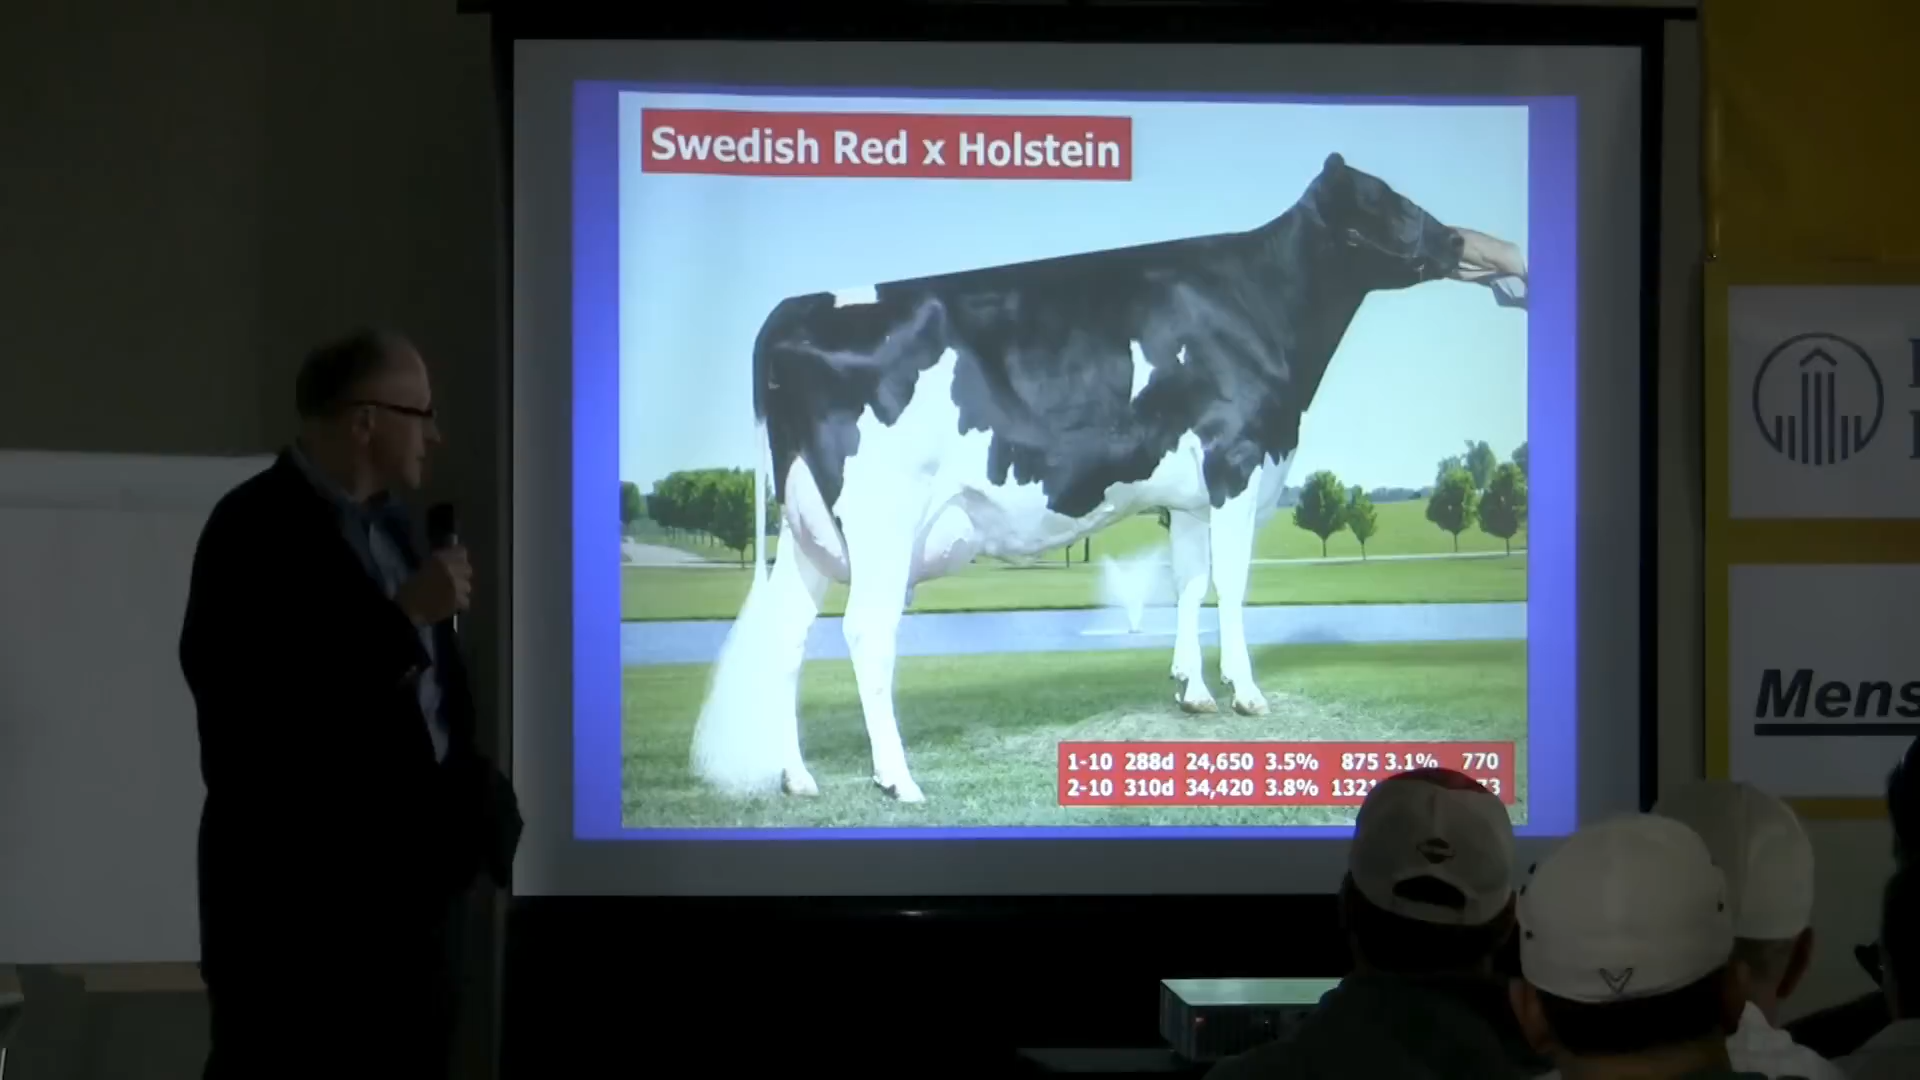 Swedish Red x Holstein
1-10 288d 24,650 3.5% 875 3.1% 770
2-10 310d 34,420 3.8%